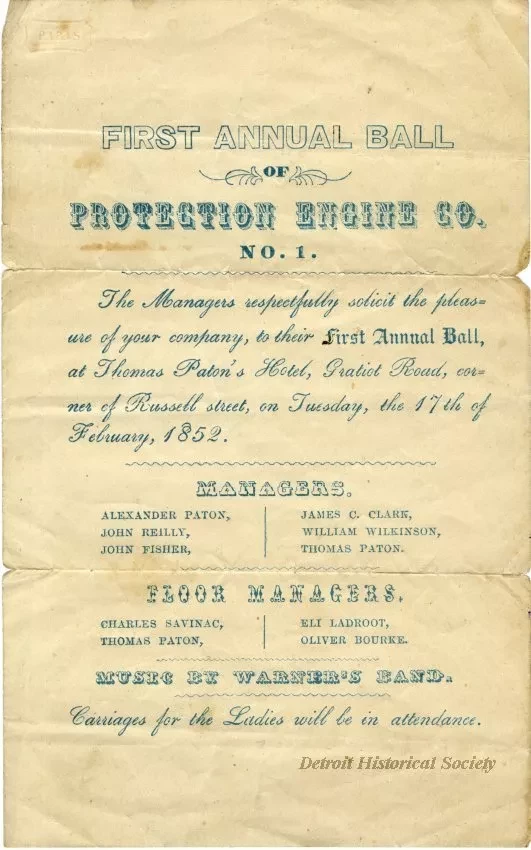 PARIS
FIRST ANNUAL BALL
OF
PROTECTION ENGINE CO.
NO. 1.
The Managers respectfully solicit the pleas=
ure of your company, to their First Annual Ball,
at Thomas Paton's Hotel, Gratiot Road, cor=
ner of Russell street, on Tuesday, the 17th of
February, 1852.
MANAGERS.
ALEXANDER PATON, JAMES C. CLARK,
JOHN REILLY, WILLIAM WILKINSON,
JOHN FISHER, THOMAS PATON.
FLOOR MANAGERS.
CHARLES SAVINAC, ELI LADROOT,
THOMAS PATON, OLIVER BOURKE.
MUSIC BY WARNER'S BAND.
Carriages for the Ladies will be in attendance.
Detroit Historical Society